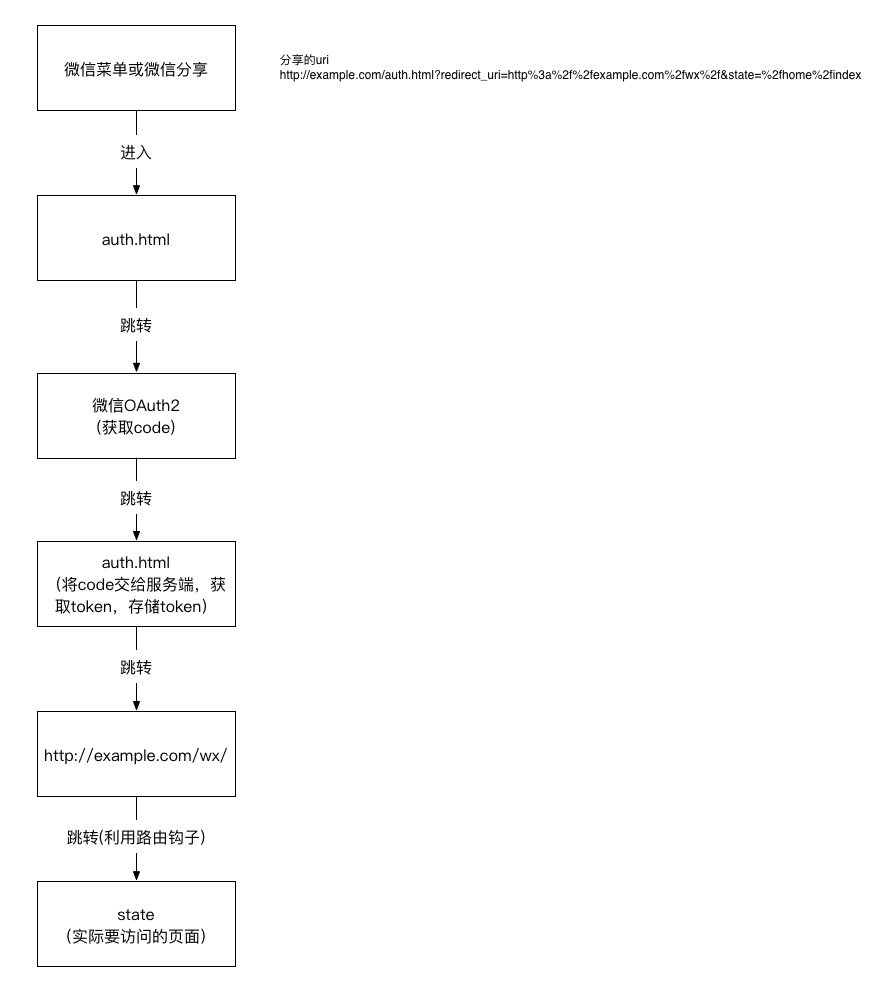 微信菜单或微信分享
分享的uri
http://example.com/auth.html?redirect_uri=http%3a%2f%2fexample.com%2fwx%2f&state=%2fhome%2findex
进入
auth.html
跳转
微信OAuth2
（获取code）
跳转
auth.html
（将code交给服务端，获
取token，存储token）
跳转
http://example.com/wx/
跳转(利用路由钩子)
state
（实际要访问的页面）